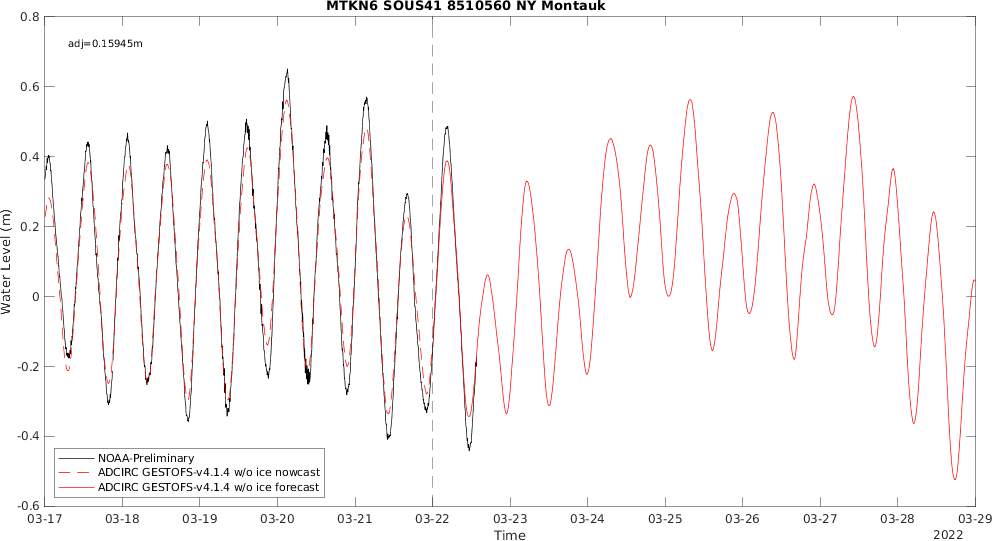 MTKN6 SOUS41 8510560 NY Montauk
adj=0.15945m
0.8
0.6
0.4
0.2
0
-0.2
-0.4
-0.6
Water Level (m)
NOAA-Preliminary
ADCIRC GESTOFS-v4.1.4 w/o ice nowcast
ADCIRC GESTOFS-v4.1.4 w/o ice forecast
03-17 03-18 03-19 03-20 03-21 03-22 03-23 03-24 03-25 03-26 03-27 03-28 03-29
Time
2022